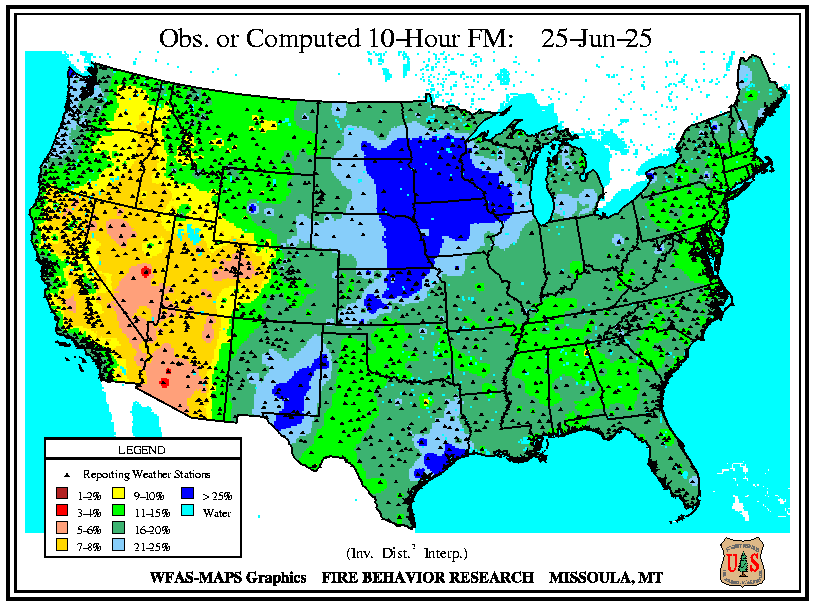 Obs. or Computed 10-Hour FM: 25-Jun-25
LEGEND
Reporting Weather Stations
1-2% 9-10% > 25%
3-4% 11-15% Water
5-6% 16-20%
7-8% 21-25%
(Inv. Dist.² Interp.)
WFAS-MAPS Graphics FIRE BEHAVIOR RESEARCH MISSOULA, MT
U S